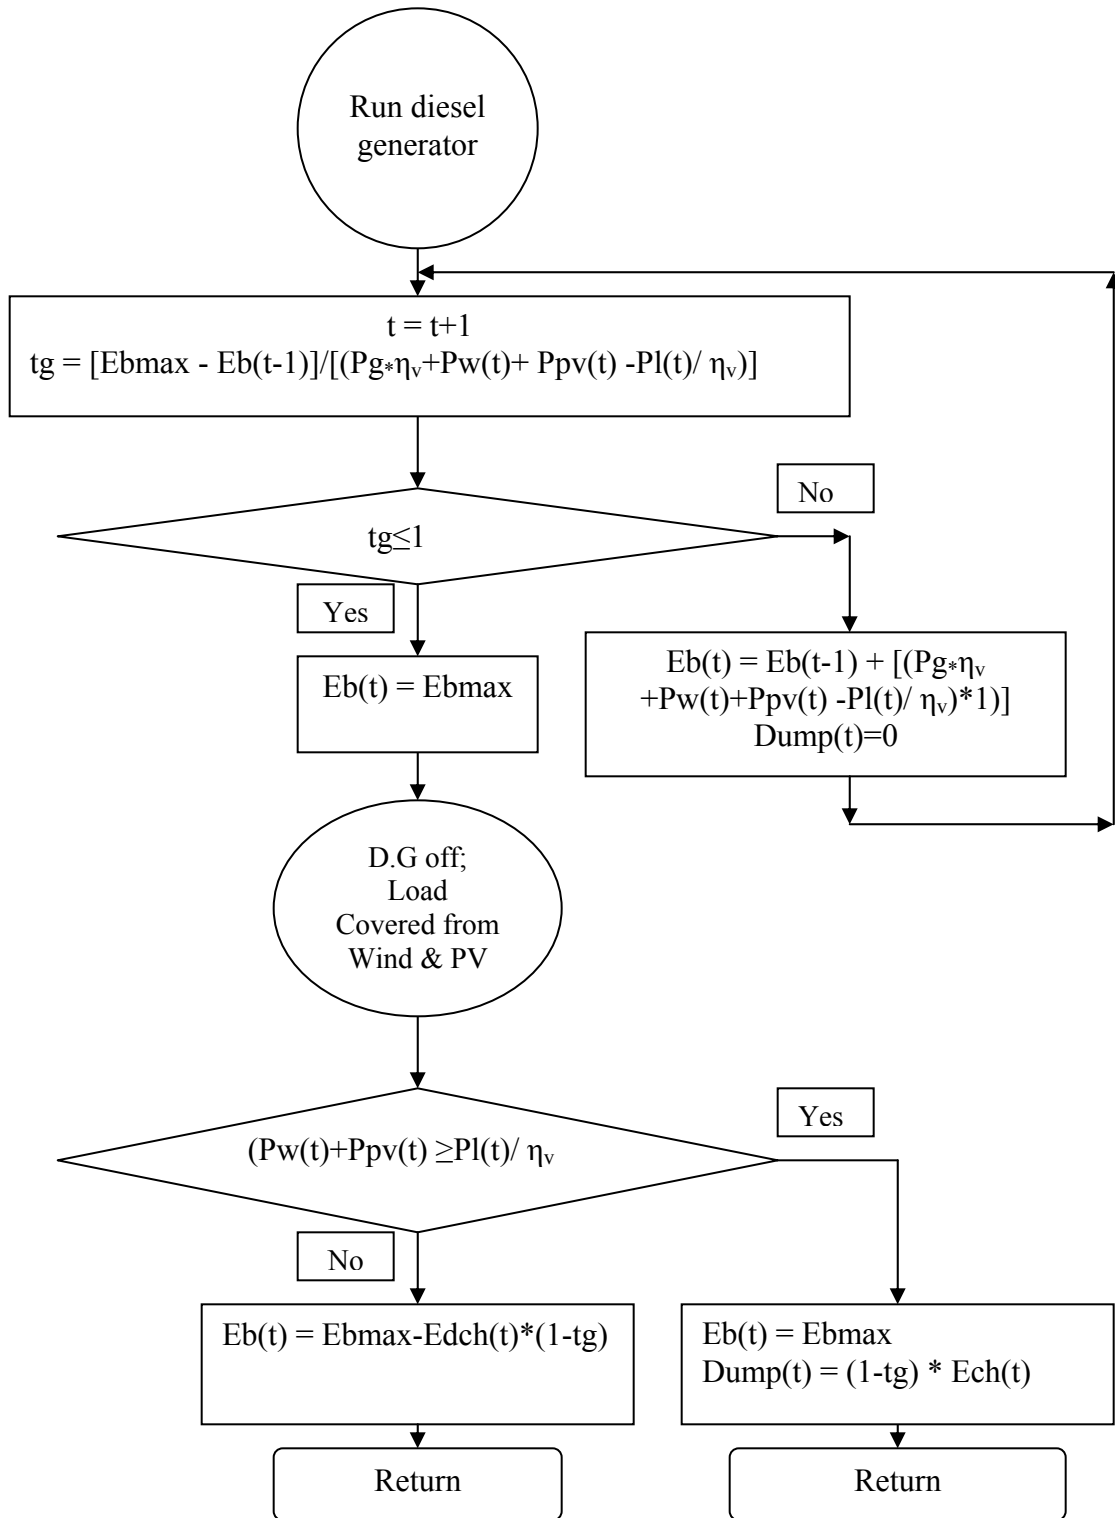 Run diesel
generator
t = t+1
tg = [Ebmax - Eb(t-1)]/[(Pg*ηv+Pw(t)+ Ppv(t) -Pl(t)/ ηv)]
tg≤1
No
Yes
Eb(t) = Ebmax
Eb(t) = Eb(t-1) + [(Pg*ηv
+Pw(t)+Ppv(t) -Pl(t)/ ηv)*1)]
Dump(t)=0
D.G off;
Load
Covered from
Wind & PV
(Pw(t)+Ppv(t) ≥Pl(t)/ ηv
Yes
No
Eb(t) = Ebmax-Edch(t)*(1-tg)
Eb(t) = Ebmax
Dump(t) = (1-tg) * Ech(t)
Return
Return